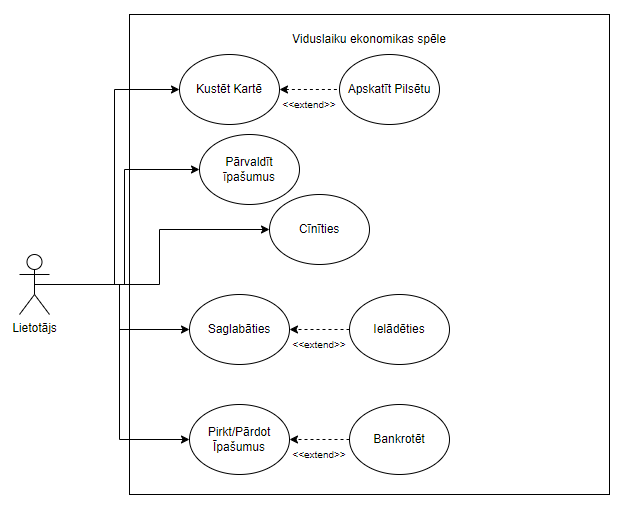 Viduslaiku ekonomikas spēle
Kustēt Kartē
Apskatīt Pilsētu
<<extend>>
Pārvaldīt
īpašumus
Cīnīties
Lietotājs
Saglabāties
Ielādēties
<<extend>>
Pirkt/Pārdot
Īpašumus
Bankrotēt
<<extend>>